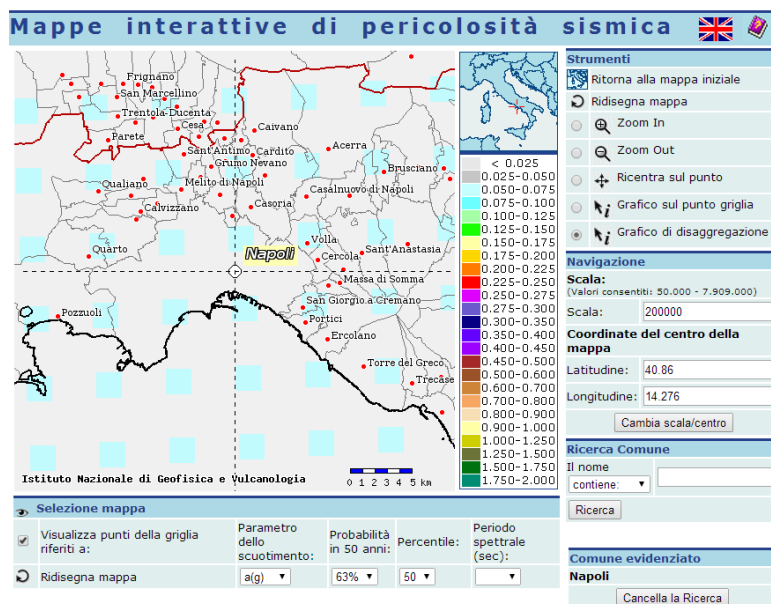 Mappe interattive di pericolosità sismica
Frignano
San Marcellino
Trentola-Ducenta
Cesa
Caivano
Parete
Sant'Antimo
Cardito
Acerra
Grumo Nevano
Brusciano
Qualiano
Melito di Napoli
Casalnuovo di Napoli
Calvizzano
Casoria
Volla
Quarto
Napoli
Cercola
Sant'Anastasia
Massa di Somma
San Giorgio a Cremano
Pozzuoli
Portici
Ercolano
Torre del Greco
Trecase
Istituto Nazionale di Geofisica e Vulcanologia
0 1 2 3 4 5 km
< 0.025
0.025-0.050
0.050-0.075
0.075-0.100
0.100-0.125
0.125-0.150
0.150-0.175
0.175-0.200
0.200-0.225
0.225-0.250
0.250-0.275
0.275-0.300
0.300-0.350
0.350-0.400
0.400-0.450
0.450-0.500
0.500-0.600
0.600-0.700
0.700-0.800
0.800-0.900
0.900-1.000
1.000-1.250
1.250-1.500
1.500-1.750
1.750-2.000
Strumenti
Ritorna alla mappa iniziale
Ridisegna mappa
Zoom In
Zoom Out
Ricentra sul punto
Grafico sul punto griglia
Grafico di disaggregazione
Navigazione
Scala:
(Valori consentiti: 50.000 - 7.909.000)
Scala: 200000
Coordinate del centro della
mappa
Latitudine: 40.86
Longitudine: 14.276
Cambia scala/centro
Ricerca Comune
Il nome
contiene:
Ricerca
Comune evidenziato
Napoli
Cancella la Ricerca
Selezione mappa
Visualizza punti della griglia
riferiti a:
Parametro
dello
scuotimento:
Probabilità
in 50 anni:
Percentile:
Periodo
spettrale
(sec):
Ridisegna mappa
a(g)
63%
50